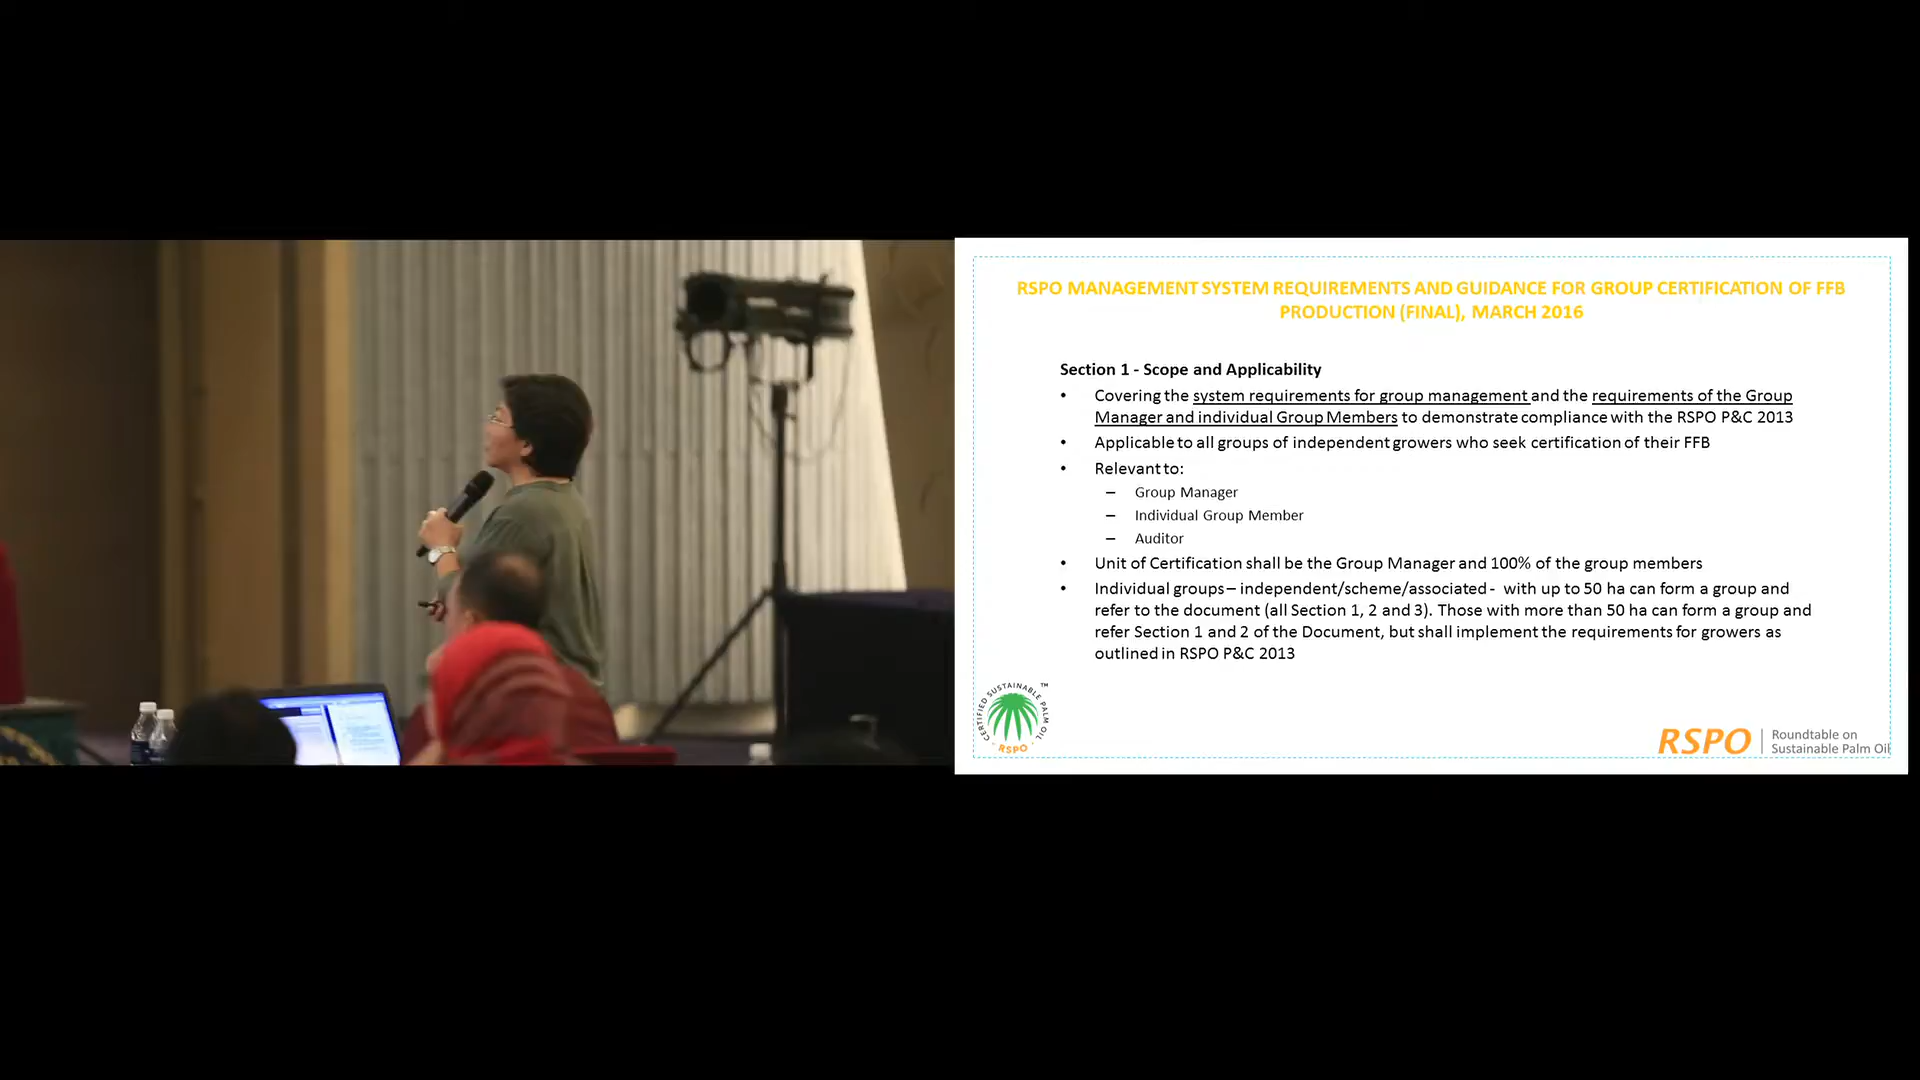 RSPO MANAGEMENT SYSTEM REQUIREMENTS AND GUIDANCE FOR GROUP CERTIFICATION OF FFB
PRODUCTION (FINAL), MARCH 2016
Section 1 - Scope and Applicability
• Covering the system requirements for group management and the requirements of the Group
Manager and individual Group Members to demonstrate compliance with the RSPO P&C 2013
• Applicable to all groups of independent growers who seek certification of their FFB
• Relevant to:
– Group Manager
– Individual Group Member
– Auditor
• Unit of Certification shall be the Group Manager and 100% of the group members
• Individual groups – independent/scheme/associated - with up to 50 ha can form a group and
refer to the document (all Section 1, 2 and 3). Those with more than 50 ha can form a group and
refer Section 1 and 2 of the Document, but shall implement the requirements for growers as
outlined in RSPO P&C 2013
CERTIFIED SUSTAINABLE PALM OIL ™
RSPO
RSPO
Roundtable on
Sustainable Palm Oil